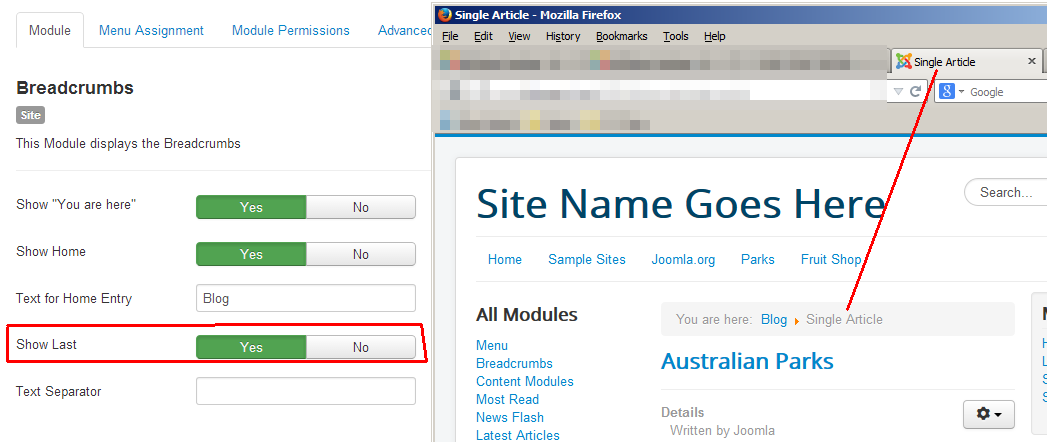 Module Menu Assignment Module Permissions Advanced
Breadcrumbs
Site
This Module displays the Breadcrumbs
Show "You are here" Yes No
Show Home Yes No
Text for Home Entry Blog
Show Last Yes No
Text Separator
Single Article - Mozilla Firefox
File Edit View History Bookmarks Tools Help
Single Article
Google
Site Name Goes Here
Search...
Home Sample Sites Joomla.org Parks Fruit Shop
All Modules
Menu
Breadcrumbs
Content Modules
Most Read
News Flash
Latest Articles
You are here: Blog Single Article
Australian Parks
Details
Written by Joomla